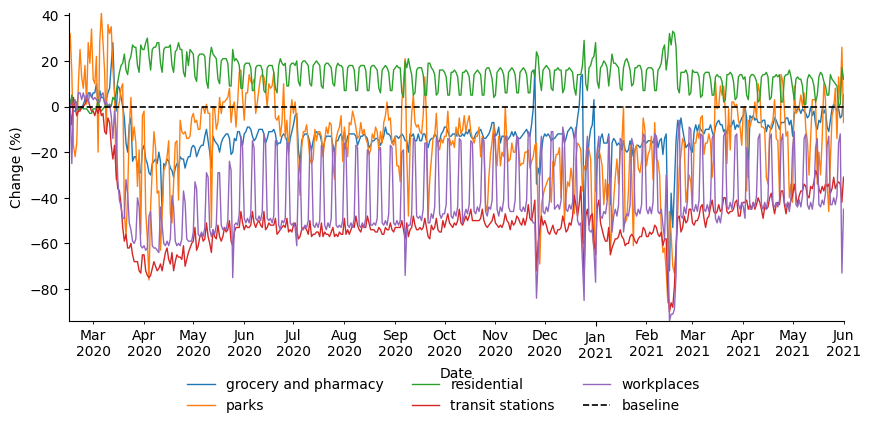 Change (%)
40
20
0
−20
−40
−60
−80
Mar Apr May Jun Jul Aug Sep Oct Nov Dec Jan Feb Mar Apr May Jun
2020 2020 2020 2020 2020 2020 2020 2020 2020 2020 2021 2021 2021 2021 2021 2021
Date
grocery and pharmacy residential workplaces
parks transit stations baseline